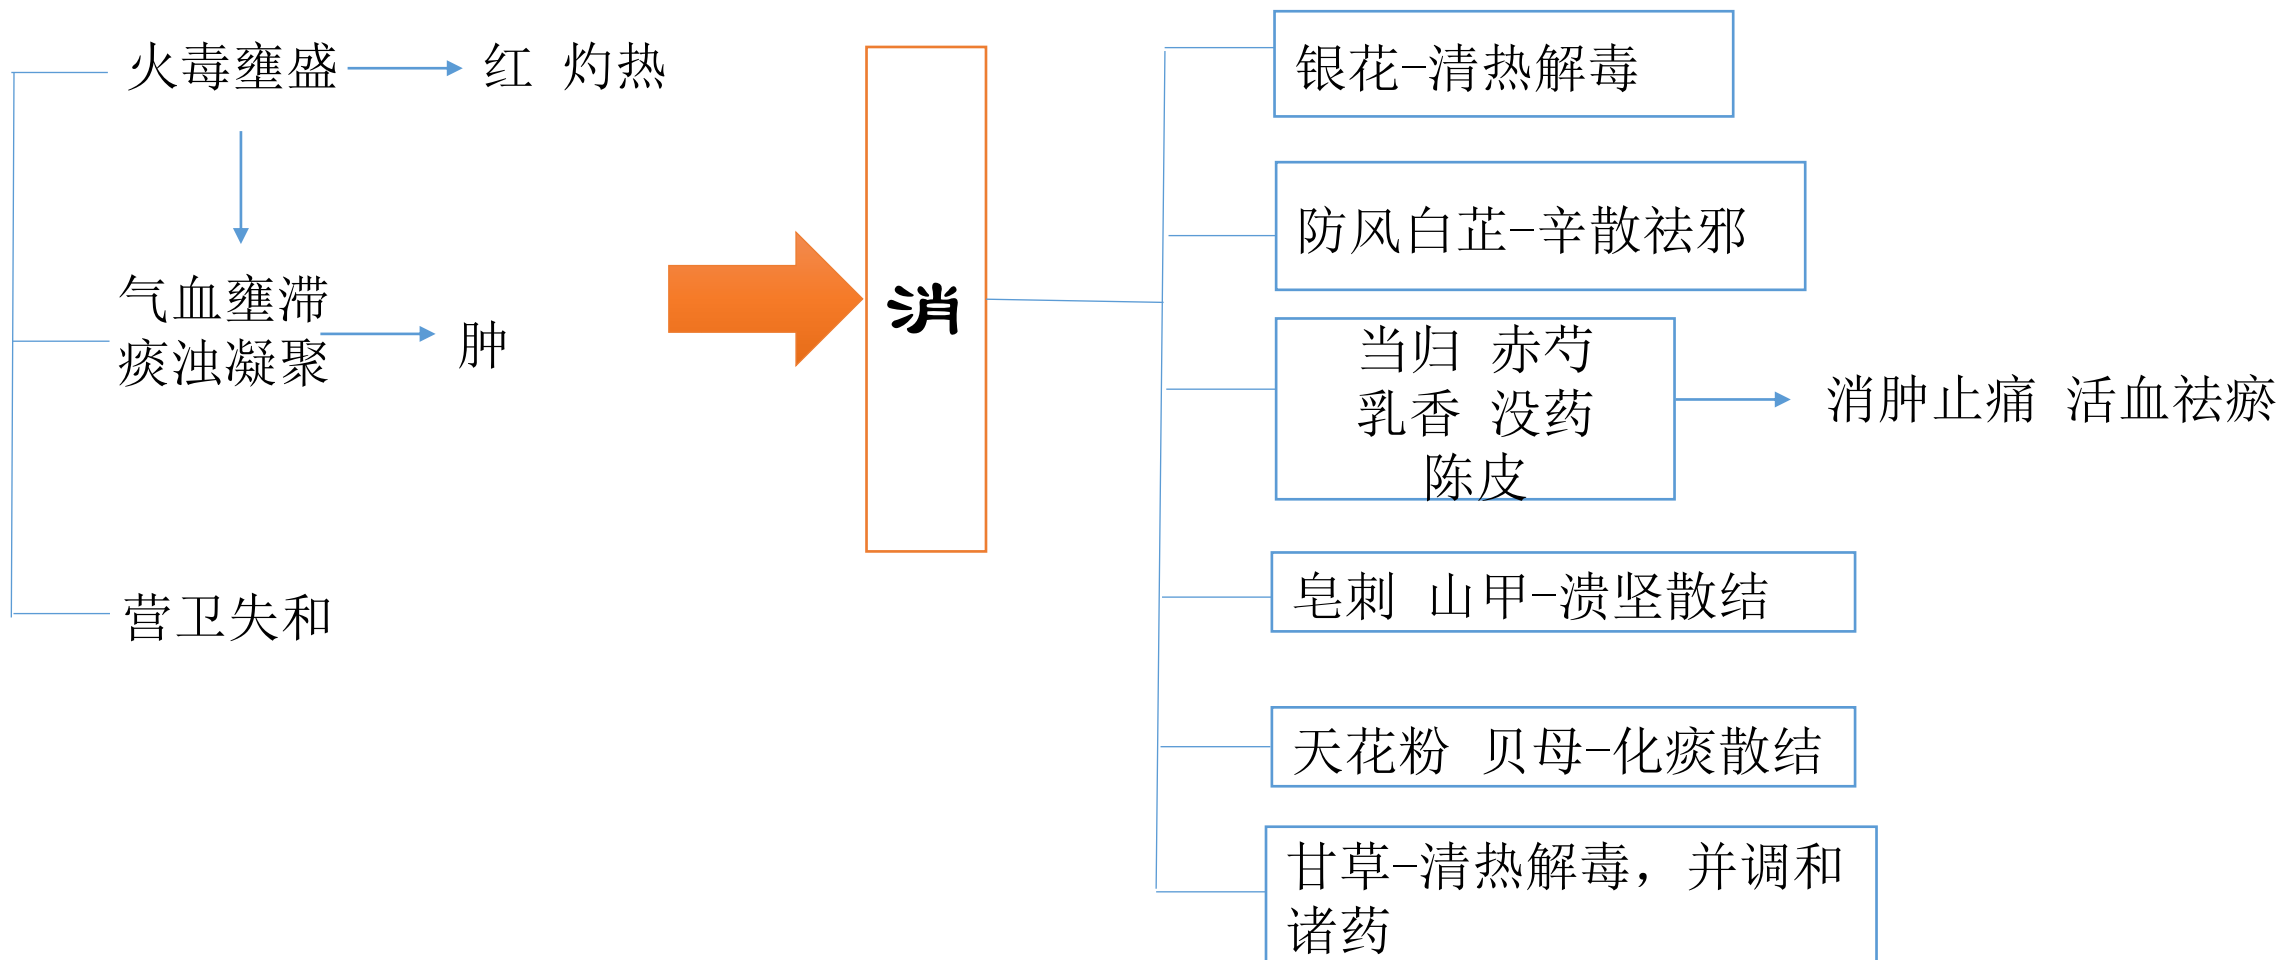 火毒壅盛
红 灼热
气血壅滞
痰浊凝聚
肿
营卫失和
消
银花-清热解毒
防风白芷-辛散祛邪
当归 赤芍
乳香 没药
陈皮
消肿止痛 活血祛瘀
皂刺 山甲-溃坚散结
天花粉 贝母-化痰散结
甘草-清热解毒，并调和
诸药